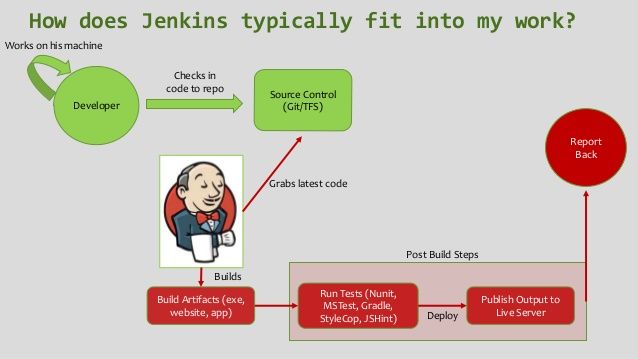 How does Jenkins typically fit into my work?
Works on his machine
Developer
Checks in
code to repo
Source Control
(Git/TFS)
Report
Back
Grabs latest code
Post Build Steps
Builds
Build Artifacts (exe,
website, app)
Run Tests (Nunit,
MSTest, Gradle,
StyleCop, JSHint)
Deploy
Publish Output to
Live Server